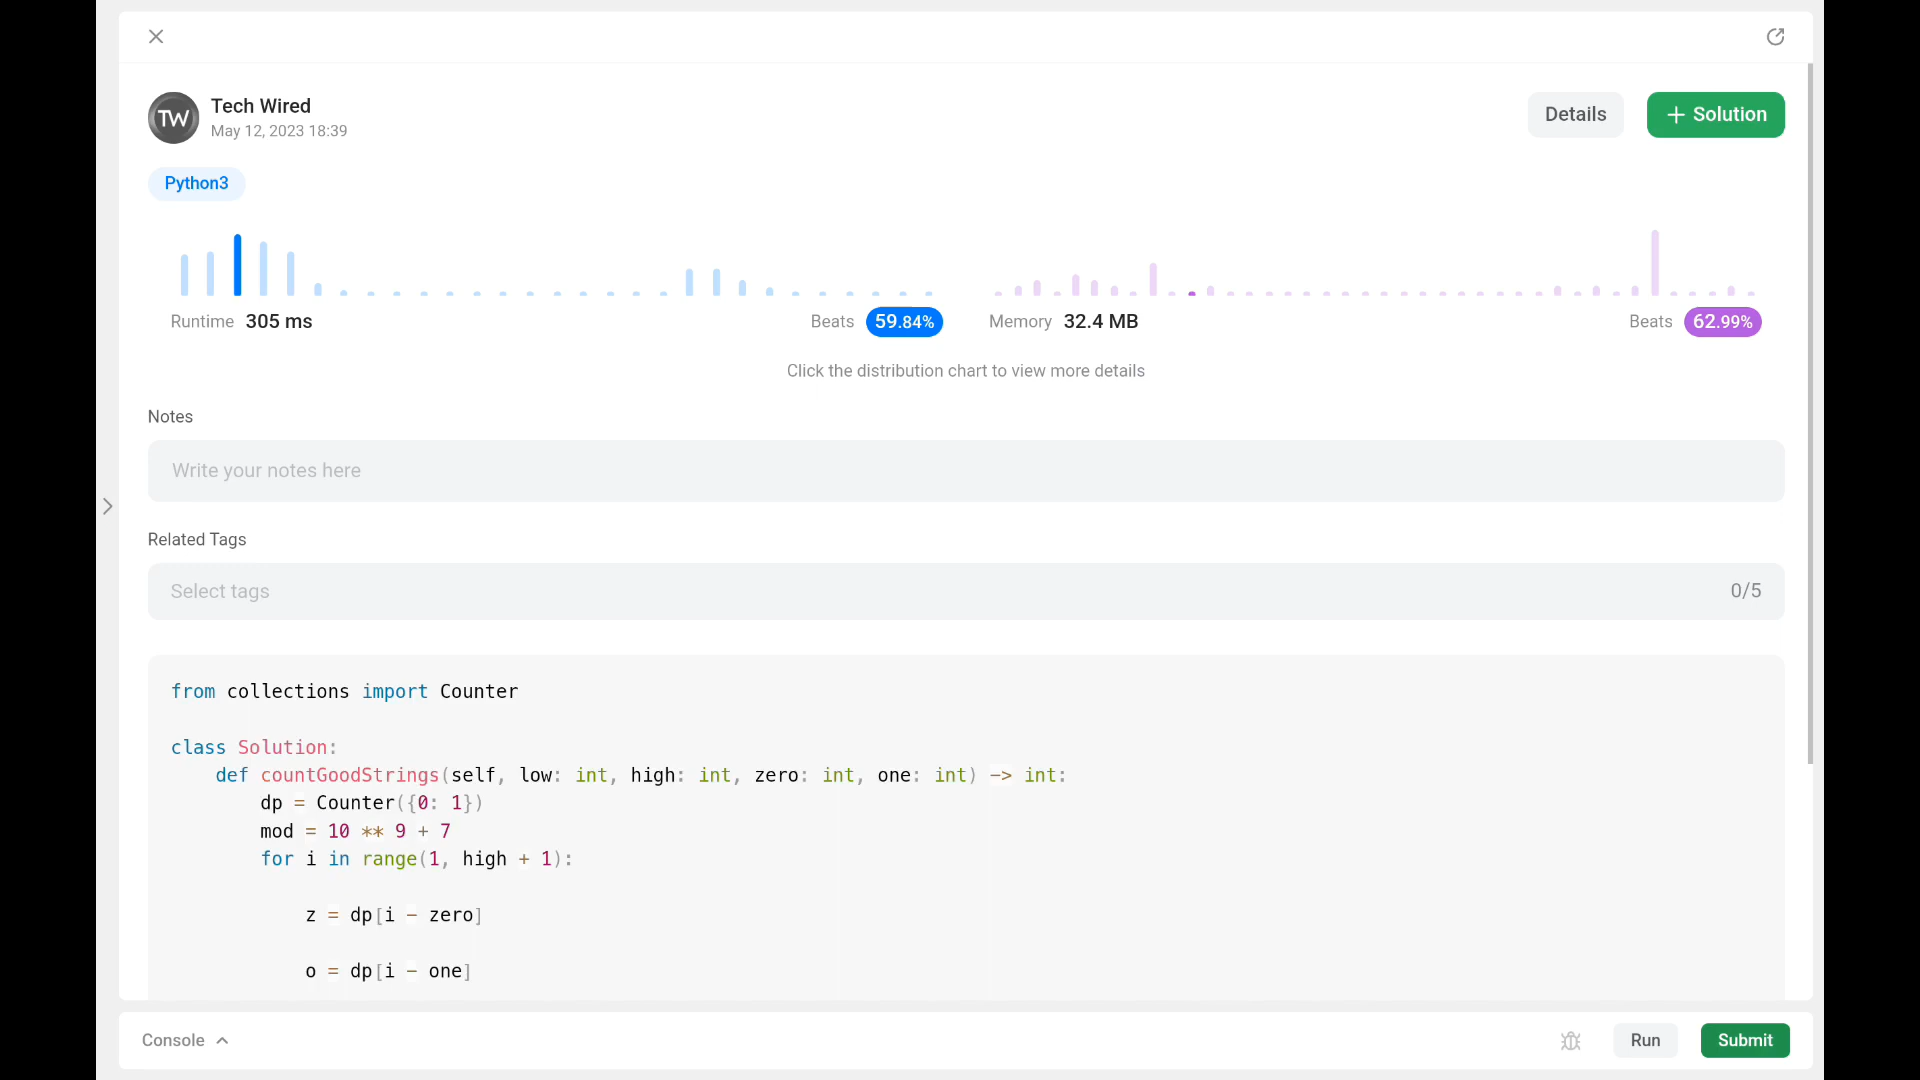 TW
Tech Wired
May 12, 2023 18:39
Details
+ Solution
Python3
Runtime 305 ms
Beats 59.84%
Memory 32.4 MB
Beats 62.99%
Click the distribution chart to view more details
Notes
Write your notes here
Related Tags
Select tags
0/5
from collections import Counter
class Solution:
    def countGoodStrings(self, low: int, high: int, zero: int, one: int) -> int:
        dp = Counter({0: 1})
        mod = 10 ** 9 + 7
        for i in range(1, high + 1):
            z = dp[i - zero]
            o = dp[i - one]
Console
Run
Submit